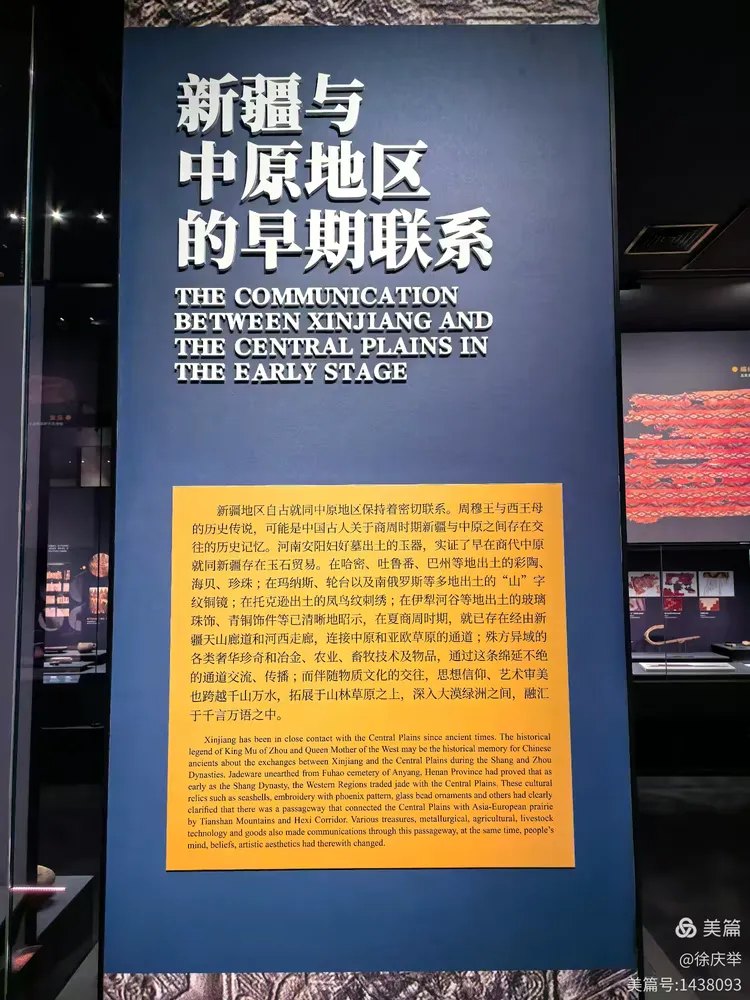 新疆与
中原地区
的早期联系
THE COMMUNICATION
BETWEEN XINJIANG AND
THE CENTRAL PLAINS IN
THE EARLY STAGE
新疆地区自古就同中原地区保持着密切联系。周穆王与西王母
的历史传说，可能是中国古人关于商周时期新疆与中原之间存在交
往的历史记忆。河南安阳妇好墓出土的玉器，实证了早在商代中原
就同新疆存在玉石贸易。在哈密、吐鲁番、巴州等地出土的彩陶、
海贝、珍珠；在玛纳斯、轮台以及南俄罗斯等多地出土的“山”字
纹铜镜；在托克逊出土的凤鸟纹刺绣；在伊犁河谷等地出土的玻璃
珠饰、青铜饰件等已清晰地昭示，在夏商周时期，就已存在经由新
疆天山廊道和河西走廊，连接中原和亚欧草原的通道；殊方异域的
各类奢华珍奇和冶金、农业、畜牧技术及物品，通过这条绵延不绝
的通道交流、传播；而伴随物质文化的交往，思想信仰、艺术审美
也跨越千山万水，拓展于山林草原之上，深入大漠绿洲之间，融汇
于千言万语之中。
Xinjiang has been in close contact with the Central Plains since ancient times. The historical
legend of King Mu of Zhou and Queen Mother of the West may be the historical memory for Chinese
ancients about the exchanges between Xinjiang and the Central Plains during the Shang and Zhou
Dynasties. Jadeware unearthed from Fuhao cemetery of Anyang, Henan Province had proved that as
early as the Shang Dynasty, the Western Regions traded jade with the Central Plains. These cultural
relics such as seashells, embroidery with phoenix pattern, glass bead ornaments and others had clearly
clarified that there was a passageway that connected the Central Plains with Asia-European prairie
by Tianshan Mountains and Hexi Corridor. Various treasures, metallurgical, agricultural, livestock
technology and goods also made communications through this passageway, at the same time, people's
mind, beliefs, artistic aesthetics had therewith changed.
美篇
@徐庆举
美篇号:1438093